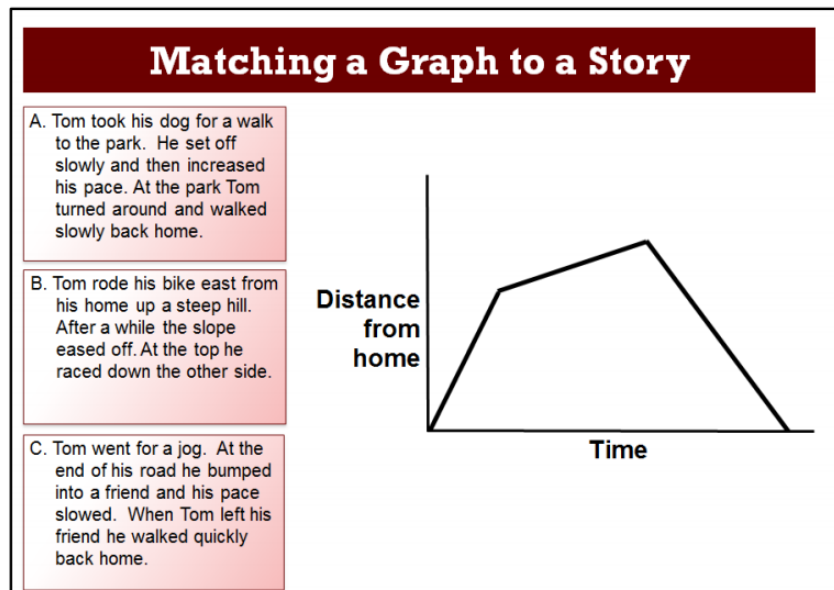 Matching a Graph to a Story
A. Tom took his dog for a walk
to the park. He set off
slowly and then increased
his pace. At the park Tom
turned around and walked
slowly back home.
B. Tom rode his bike east from
his home up a steep hill.
After a while the slope
eased off. At the top he
raced down the other side.
C. Tom went for a jog. At the
end of his road he bumped
into a friend and his pace
slowed. When Tom left his
friend he walked quickly
back home.
Distance
from
home
Time